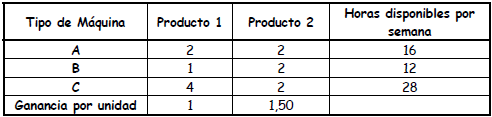 Tipo de Máquina Producto 1 Producto 2 Horas disponibles por semana
A 2 2 16
B 1 2 12
C 4 2 28
Ganancia por unidad 1 1,50